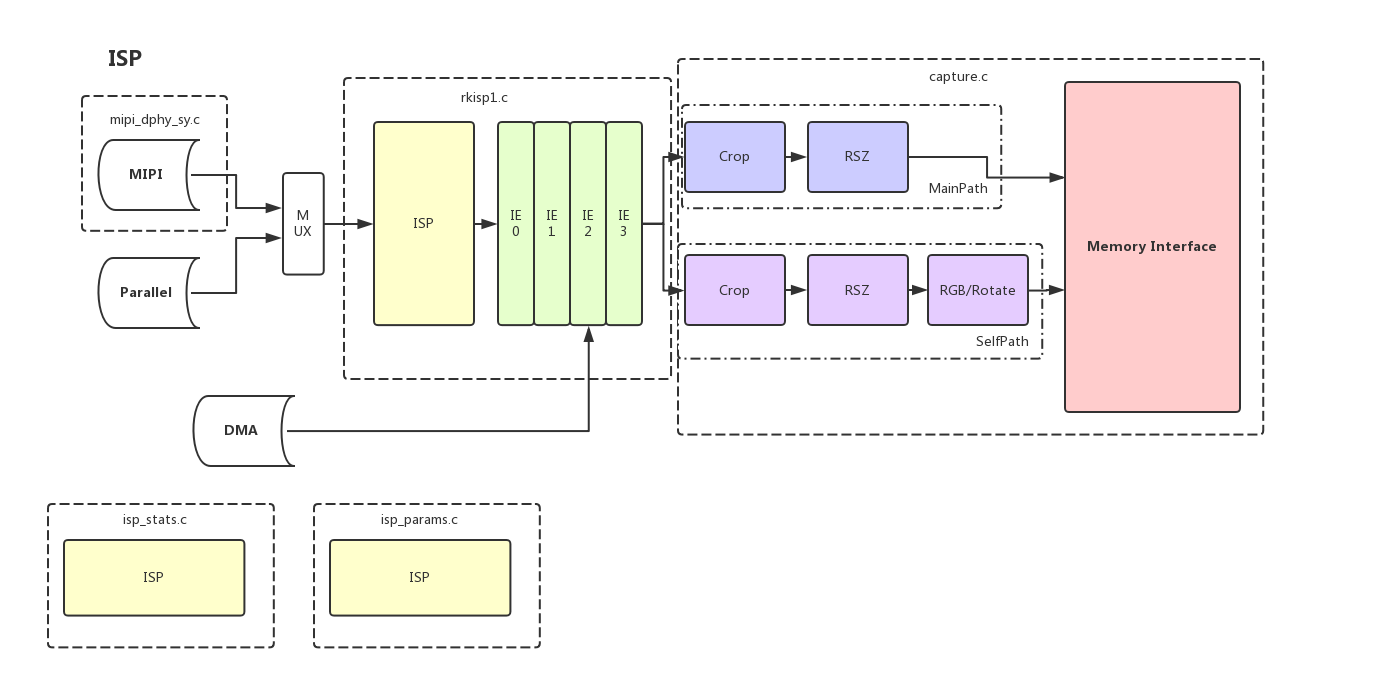 ISP
mipi_dphy_sy.c
MIPI
Parallel
M
UX
rkisp1.c
ISP
IE
0
IE
1
IE
2
IE
3
capture.c
Crop
RSZ
MainPath
Crop
RSZ
RGB/Rotate
SelfPath
Memory Interface
DMA
isp_stats.c
ISP
isp_params.c
ISP